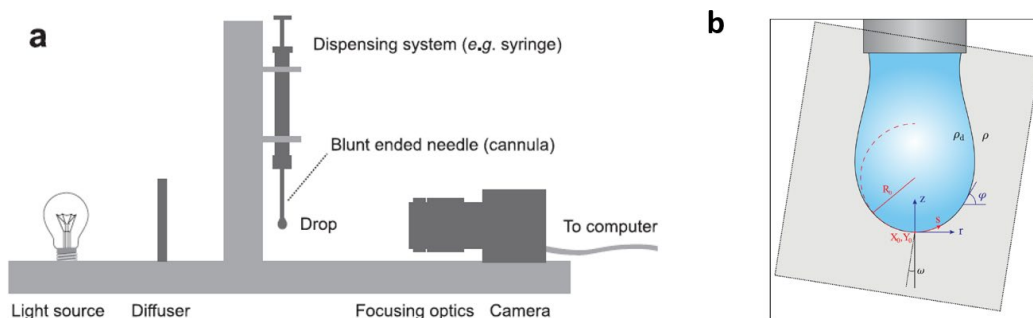 a
Dispensing system (e.g. syringe)
Blunt ended needle (cannula)
Drop
To computer
Light source
Diffuser
Focusing optics
Camera
b
ρd
ρ
R₀
z
φ
s
X₀,Y₀
r
ω